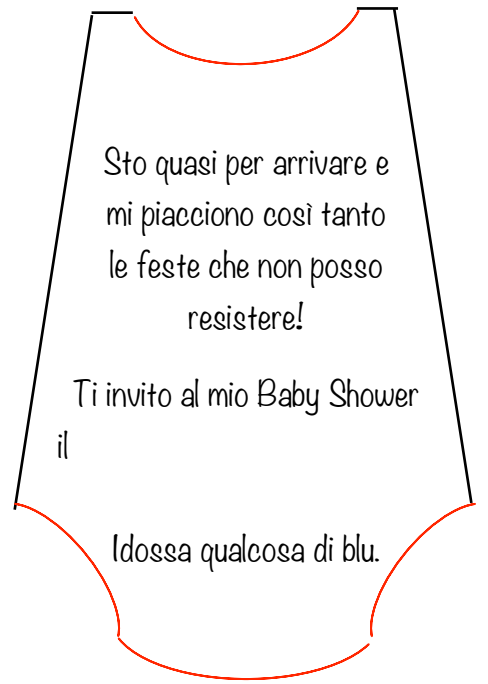 Sto quasi per arrivare e
mi piacciono così tanto
le feste che non posso
resistere!
Ti invito al mio Baby Shower
il
Idossa qualcosa di blu.